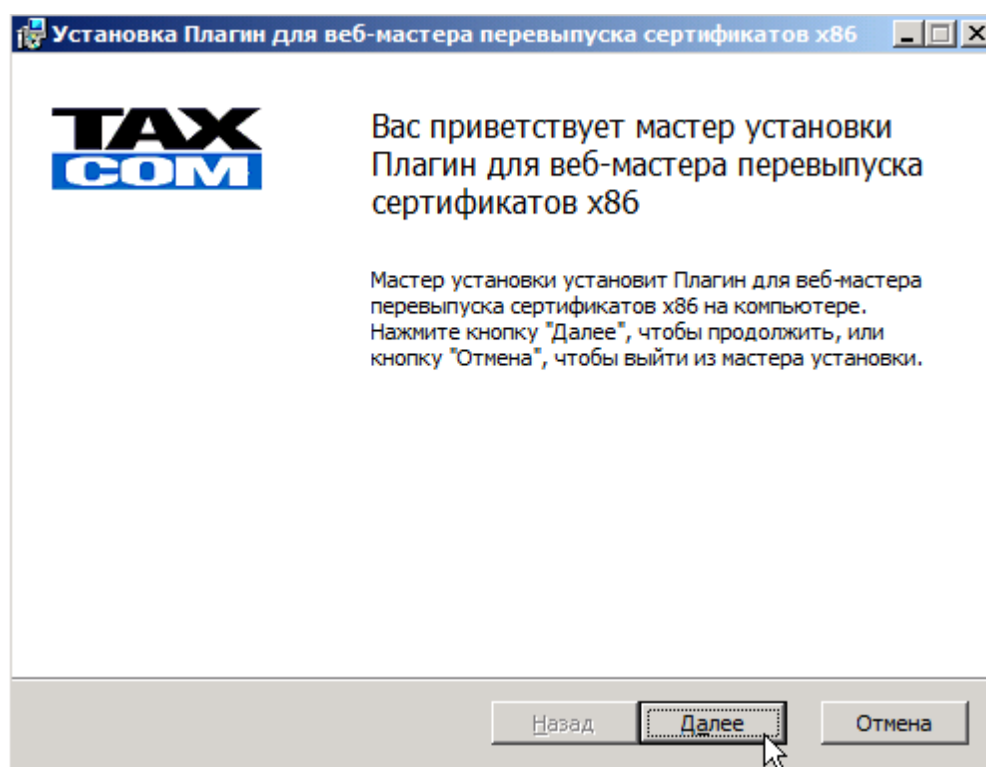 Установка Плагин для веб-мастера перевыпуска сертификатов x86
TAX
COM
Вас приветствует мастер установки
Плагин для веб-мастера перевыпуска
сертификатов x86
Мастер установки установит Плагин для веб-мастера
перевыпуска сертификатов x86 на компьютере.
Нажмите кнопку "Далее", чтобы продолжить, или
кнопку "Отмена", чтобы выйти из мастера установки.
Назад Далее Отмена